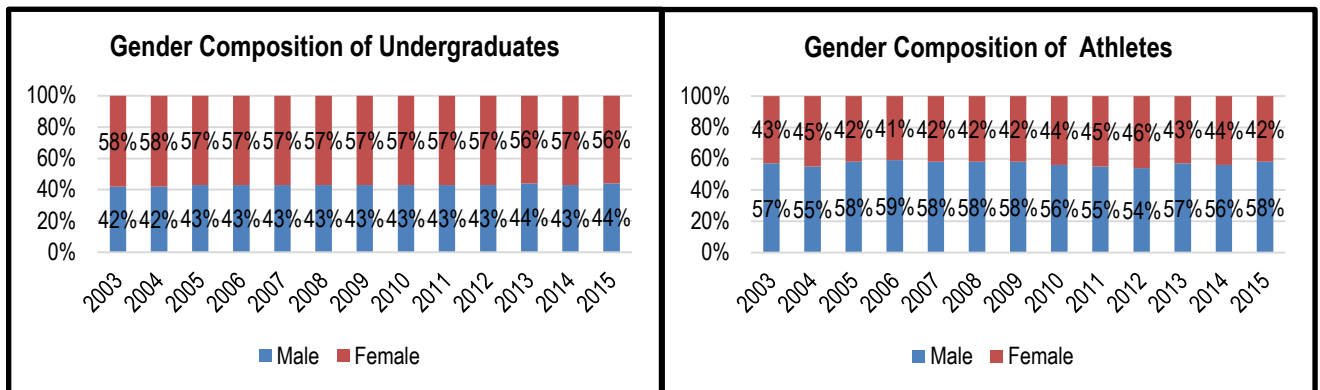 Gender Composition of Undergraduates
100%
80%
60%
40%
20%
0%
58% 58% 57% 57% 57% 57% 57% 57% 57% 57% 56% 57% 56%
42% 42% 43% 43% 43% 43% 43% 43% 43% 43% 44% 43% 44%
2003 2004 2005 2006 2007 2008 2009 2010 2011 2012 2013 2014 2015
Male Female
Gender Composition of Athletes
100%
80%
60%
40%
20%
0%
43% 45% 42% 41% 42% 42% 42% 44% 45% 46% 43% 44% 42%
57% 55% 58% 59% 58% 58% 58% 56% 55% 54% 57% 56% 58%
2003 2004 2005 2006 2007 2008 2009 2010 2011 2012 2013 2014 2015
Male Female